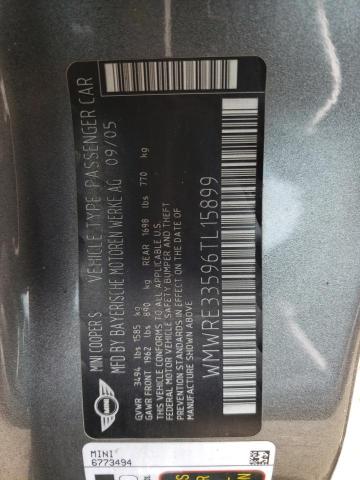 MINI COOPER S VEHICLE TYPE PASSENGER CAR
MFD BY BAYERISCHE MOTOREN WERKE AG 09/05
GVWR 3494 lbs 1585 kg
GAWR FRONT 1962 lbs 890 kg REAR 1698 lbs 770 kg
THIS VEHICLE CONFORMS TO ALL APPLICABLE U.S.
FEDERAL MOTOR VEHICLE SAFETY BUMPER AND THEFT
PREVENTION STANDARDS IN EFFECT ON THE DATE OF
MANUFACTURE SHOWN ABOVE
WMWRE33596TL15899
MINI
MINI
6773494